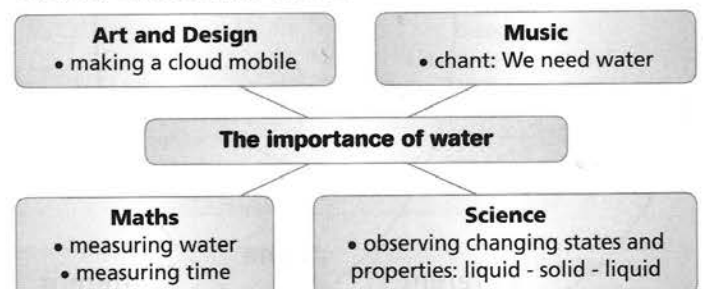 Art and Design
• making a cloud mobile
Music
• chant: We need water
The importance of water
Maths
• measuring water
• measuring time
Science
• observing changing states and
properties: liquid - solid - liquid